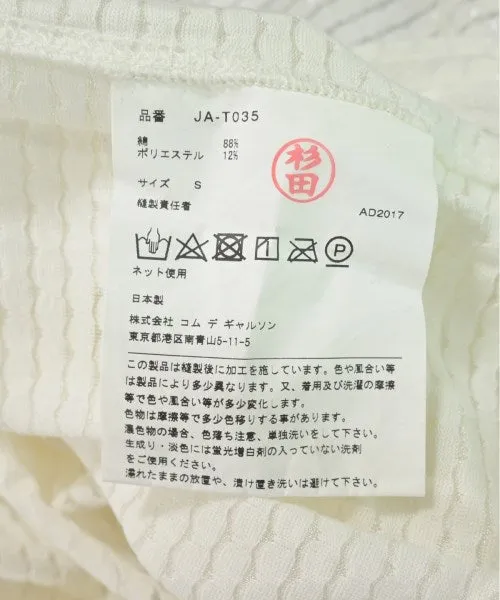 品番 JA-T035
綿 88%
ポリエステル 12%
杉田
サイズ S
縫製責任者
AD2017
P
ネット使用
日本製
株式会社 コム デ ギャルソン
東京都港区南青山5-11-5
この製品は縫製後に加工を施しています。色や風合い等
は製品により多少異なります。又、着用及び洗濯の摩擦
等で色や風合い等が多少変化します。
色物は摩擦等で多少色移りする事があります。
濃色物の場合、色落ち注意、単独洗いをして下さい。
生成り・淡色には蛍光増白剤の入っていない洗剤
をご使用ください。
濡れたままの放置や、漬け置き洗いは避けて下さい。